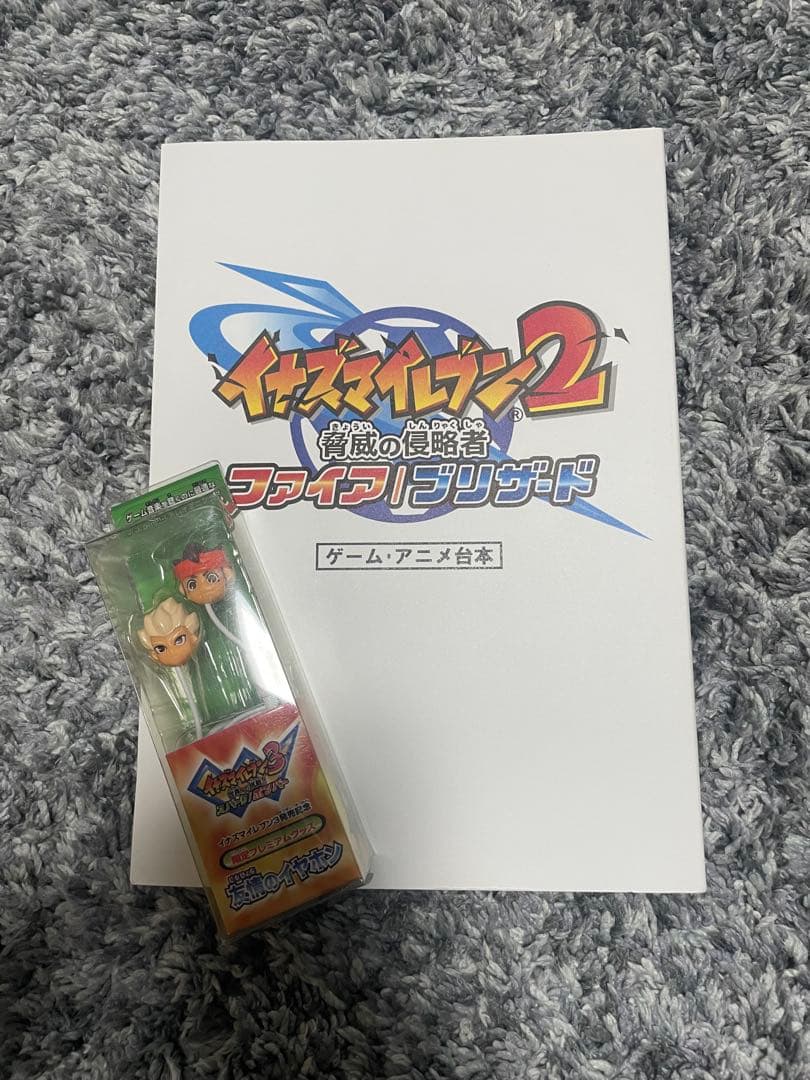 イナズマイレブン2
®
きょうい しんりゃくしゃ
脅威の侵略者
ファイア/ブリザード
ゲーム・アニメ台本
イナズマイレブン3
イナズマイレブン3発売記念
限定プレミアムグッズ
友情のイヤホン